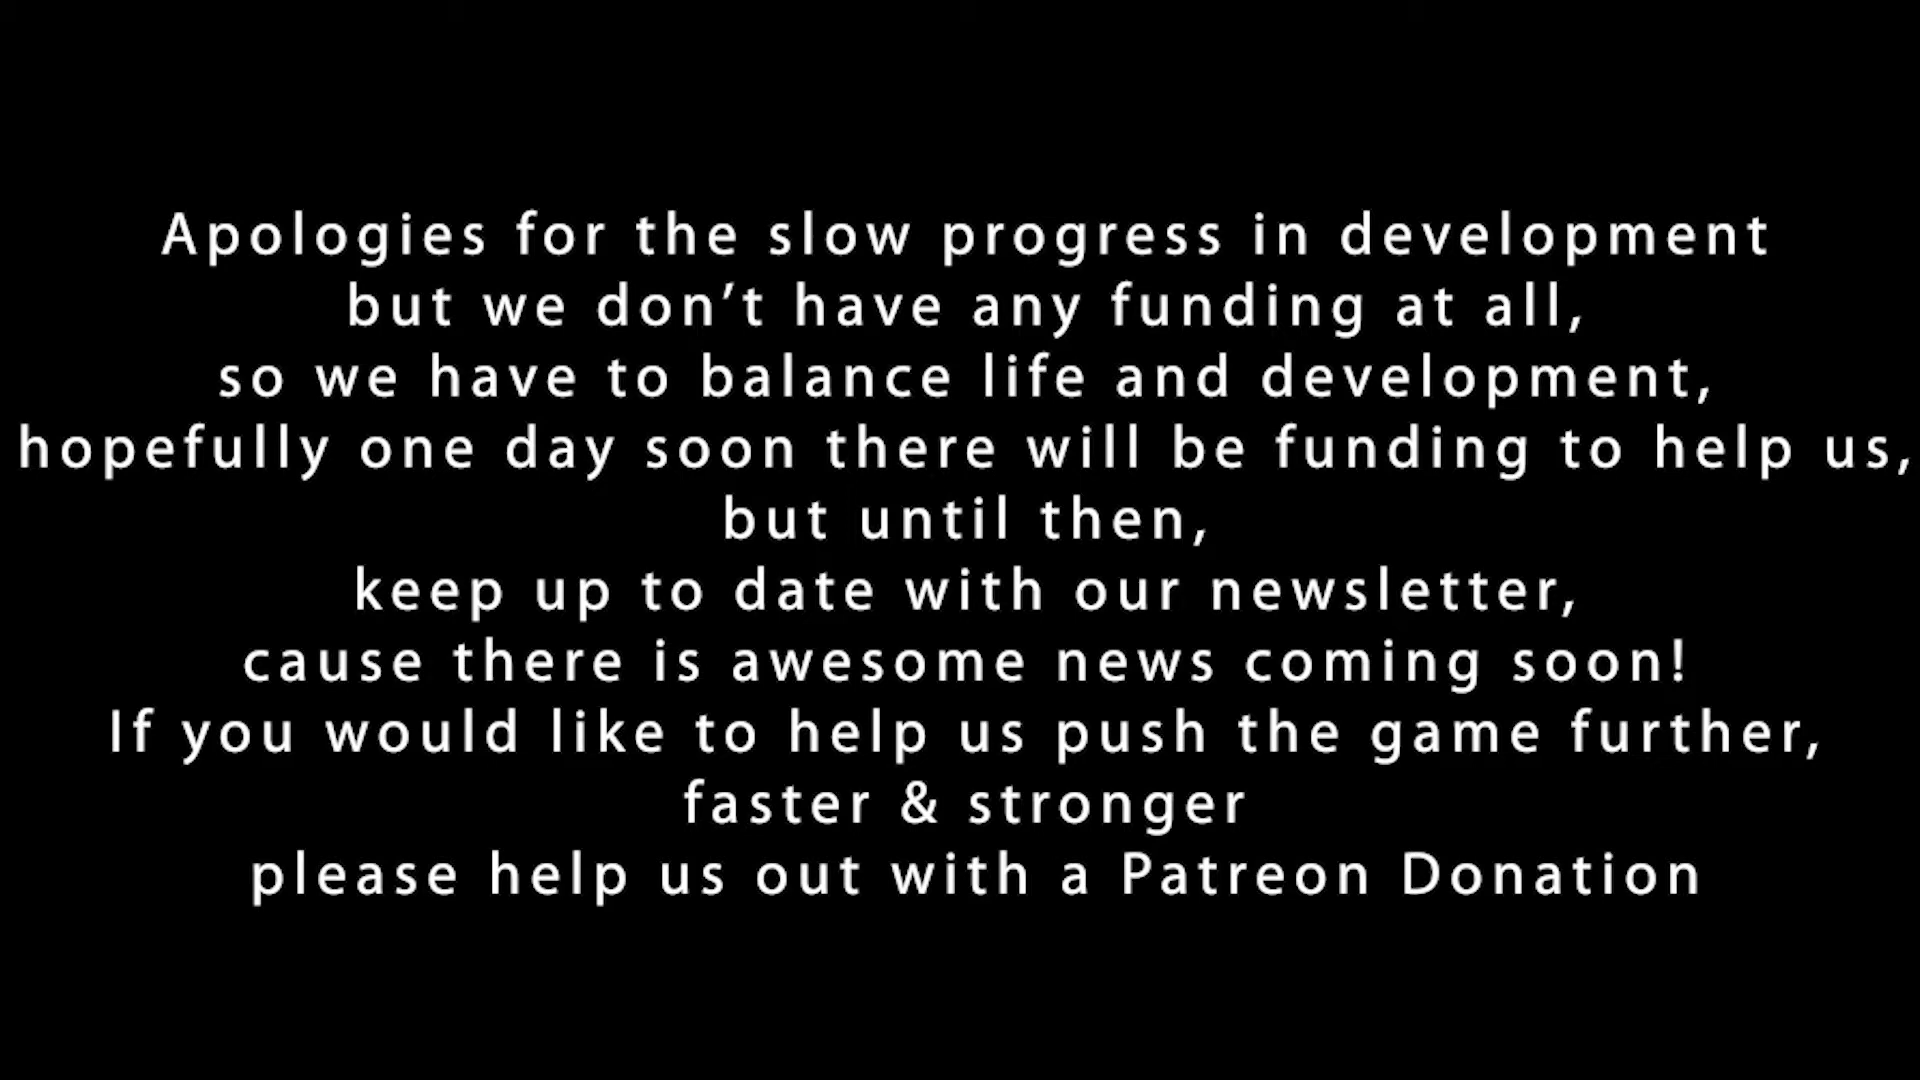 Apologies for the slow progress in development
but we don’t have any funding at all,
so we have to balance life and development,
hopefully one day soon there will be funding to help us,
but until then,
keep up to date with our newsletter,
cause there is awesome news coming soon!
If you would like to help us push the game further,
faster & stronger
please help us out with a Patreon Donation